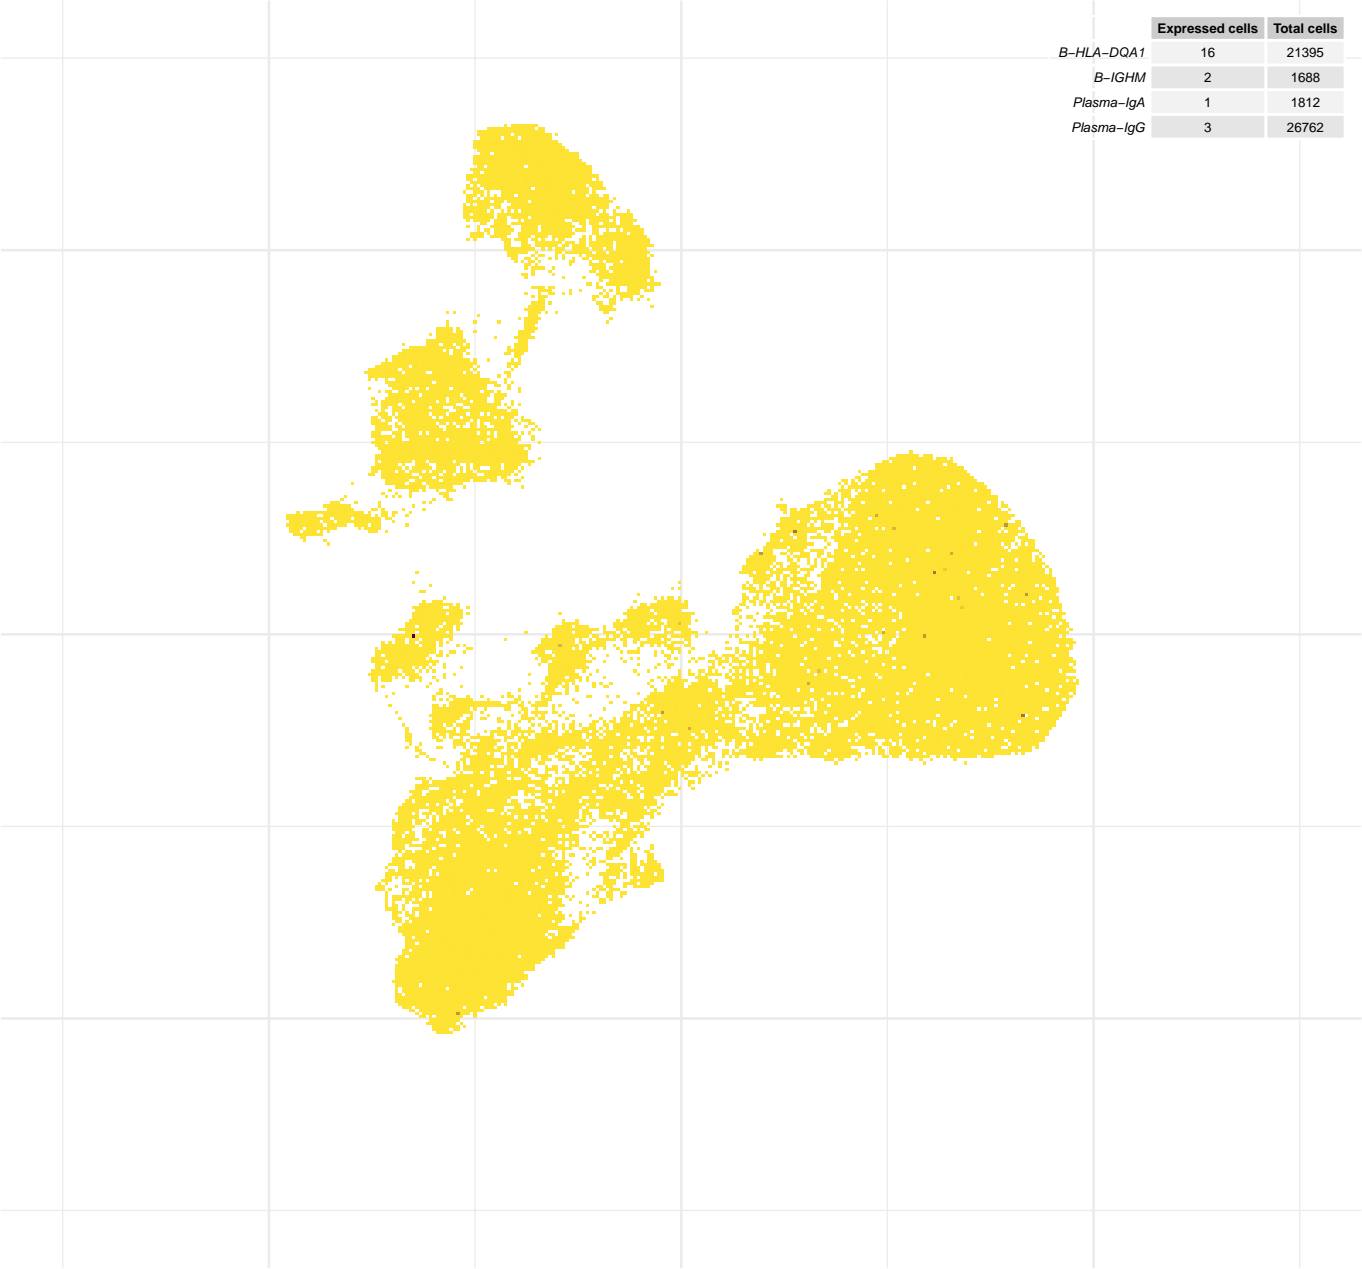 Expressed cells Total cells
B−HLA−DQA1 16 21395
B−IGHM 2 1688
Plasma−IgA 1 1812
Plasma−IgG 3 26762